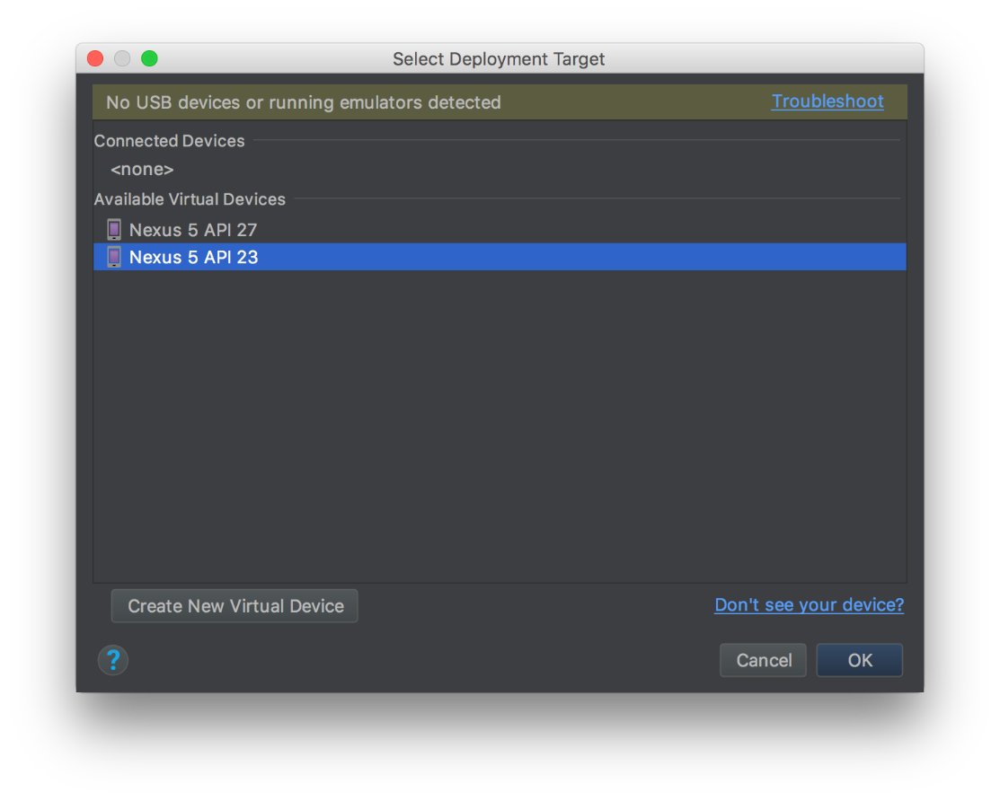 Select Deployment Target
No USB devices or running emulators detected Troubleshoot
Connected Devices
<none>
Available Virtual Devices
Nexus 5 API 27
Nexus 5 API 23
Create New Virtual Device Don't see your device?
? Cancel OK